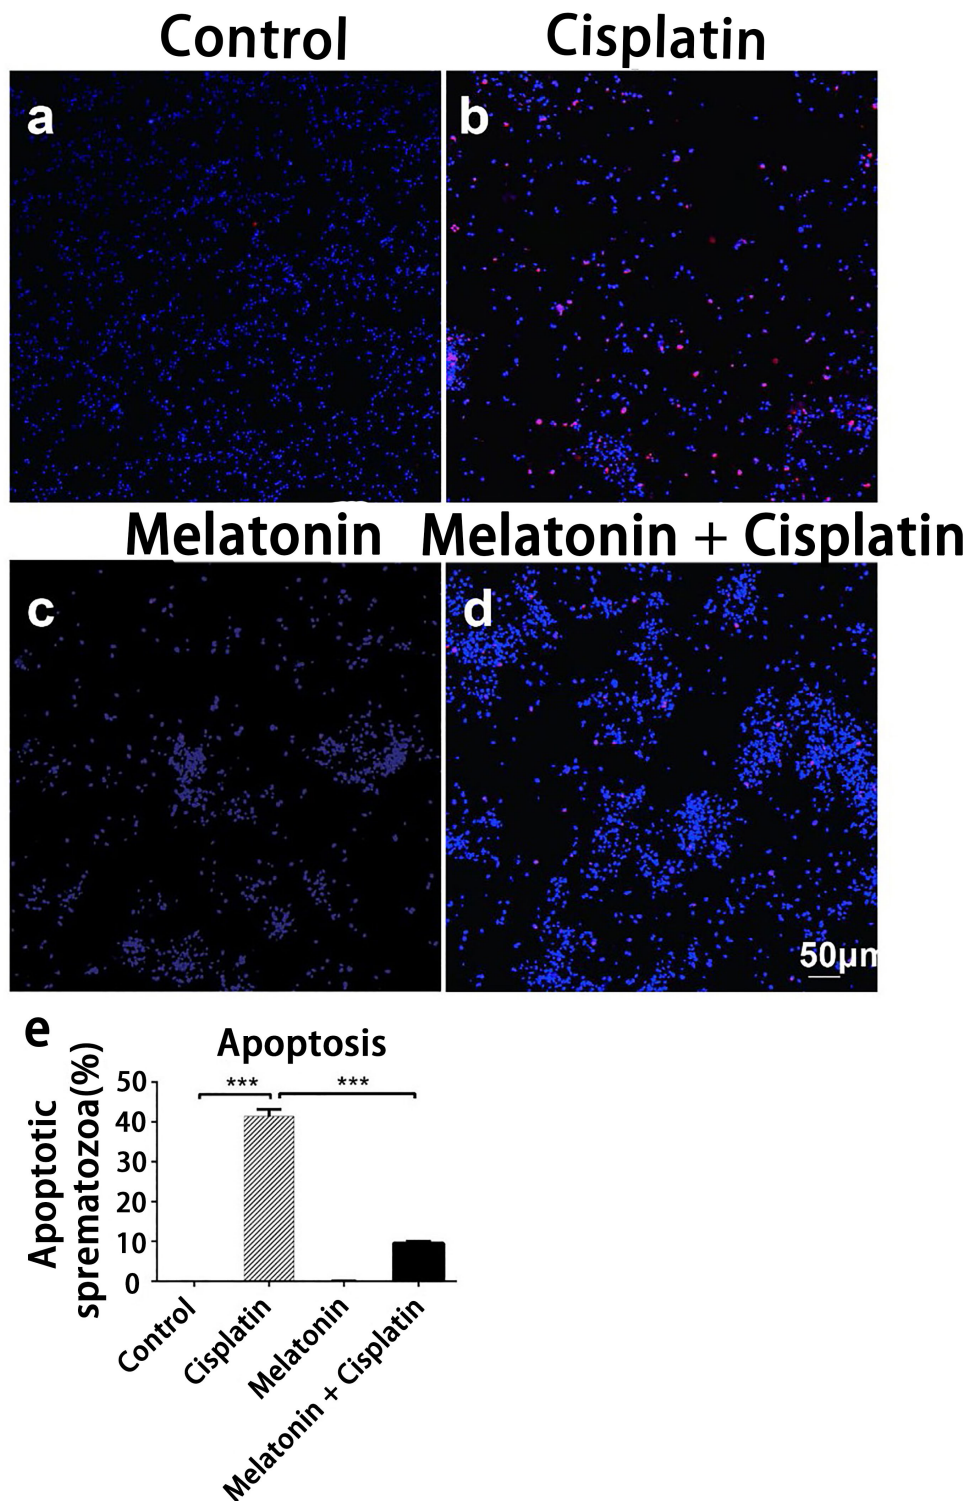 Control Cisplatin
a b
Melatonin Melatonin + Cisplatin
c d
50μm
e
Apoptosis
Apoptotic
sprematozoa(%)
*** ***
50
40
30
20
10
0
Control
Cisplatin
Melatonin
Melatonin + Cisplatin